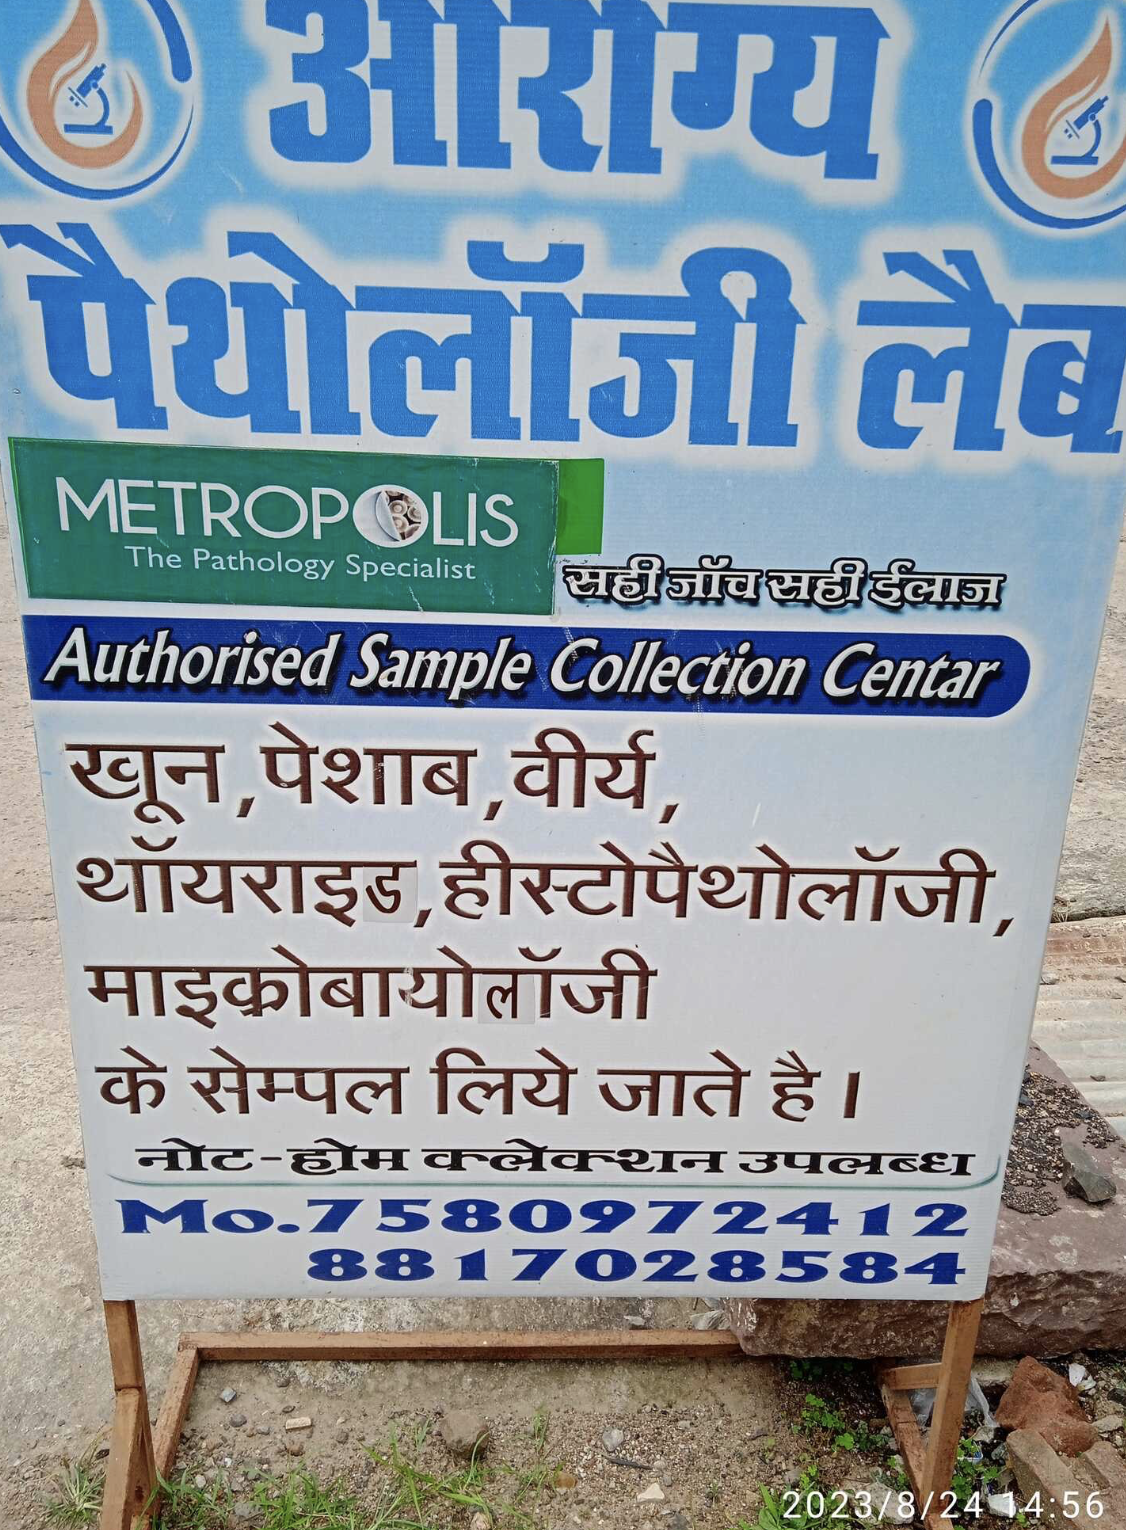 आरोग्य
पैथोलॉजी लैब
METROPOLIS
The Pathology Specialist
सही जॉच सही ईलाज
Authorised Sample Collection Centar
खून,पेशाब,वीर्य,
थॉयराइड,हीस्टोपैथोलॉजी,
माइक्रोबायोलॉजी
के सेम्पल लिये जाते है।
नोट-होम क्लेक्शन उपलब्ध
Mo.7580972412
8817028584
2023/8/24 14:56